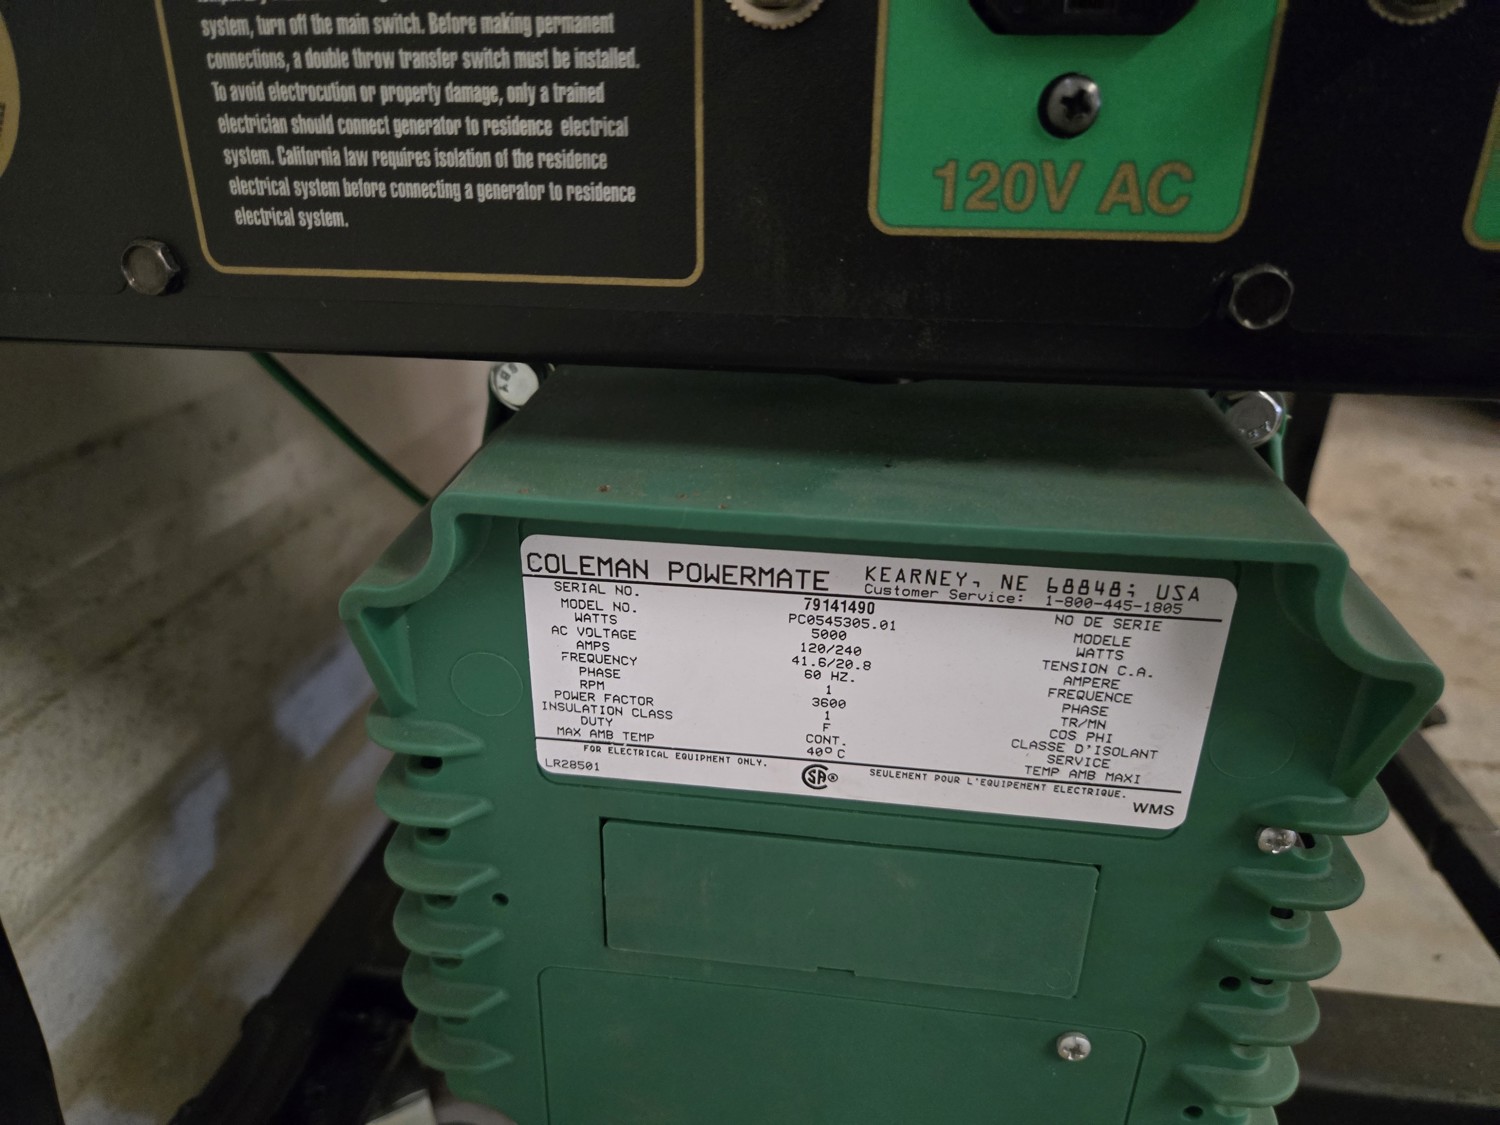 system, turn off the main switch. Before making permanent
connections, a double throw transfer switch must be installed.
To avoid electrocution or property damage, only a trained
electrician should connect generator to residence electrical
system. California law requires isolation of the residence
electrical system before connecting a generator to residence
electrical system.
120V AC
COLEMAN POWERMATE KEARNEY, NE 68848; USA
Customer Service: 1-800-445-1805
SERIAL NO. 79141490 NO DE SERIE
MODEL NO. PC0545305.01 MODELE
WATTS 5000 WATTS
AC VOLTAGE 120/240 TENSION C.A.
AMPS 41.6/20.8 AMPERE
FREQUENCY 60 HZ. FREQUENCE
PHASE 1 PHASE
RPM 3600 TR/MN
POWER FACTOR 1 COS PHI
INSULATION CLASS F CLASSE D'ISOLANT
DUTY CONT. SERVICE
MAX AMB TEMP 40° C TEMP AMB MAXI
FOR ELECTRICAL EQUIPMENT ONLY. SEULEMENT POUR L'EQUIPEMENT ELECTRIQUE.
LR28501 SA® WMS